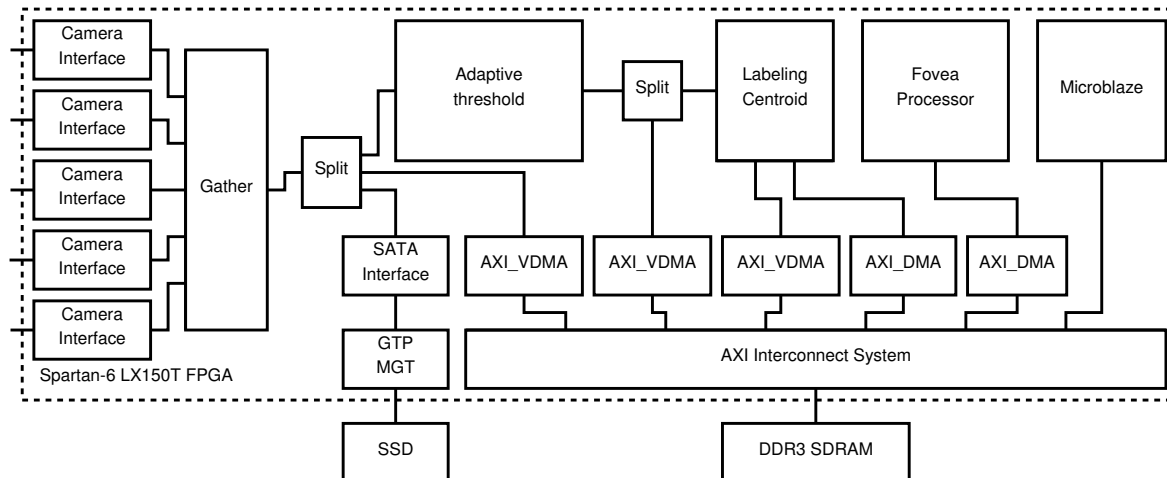 Camera
Interface
Camera
Interface
Camera
Interface
Camera
Interface
Camera
Interface
Gather
Split
Adaptive
threshold
Split
Labeling
Centroid
Fovea
Processor
Microblaze
SATA
Interface
AXI_VDMA
AXI_VDMA
AXI_VDMA
AXI_DMA
AXI_DMA
GTP
MGT
AXI Interconnect System
Spartan-6 LX150T FPGA
SSD
DDR3 SDRAM